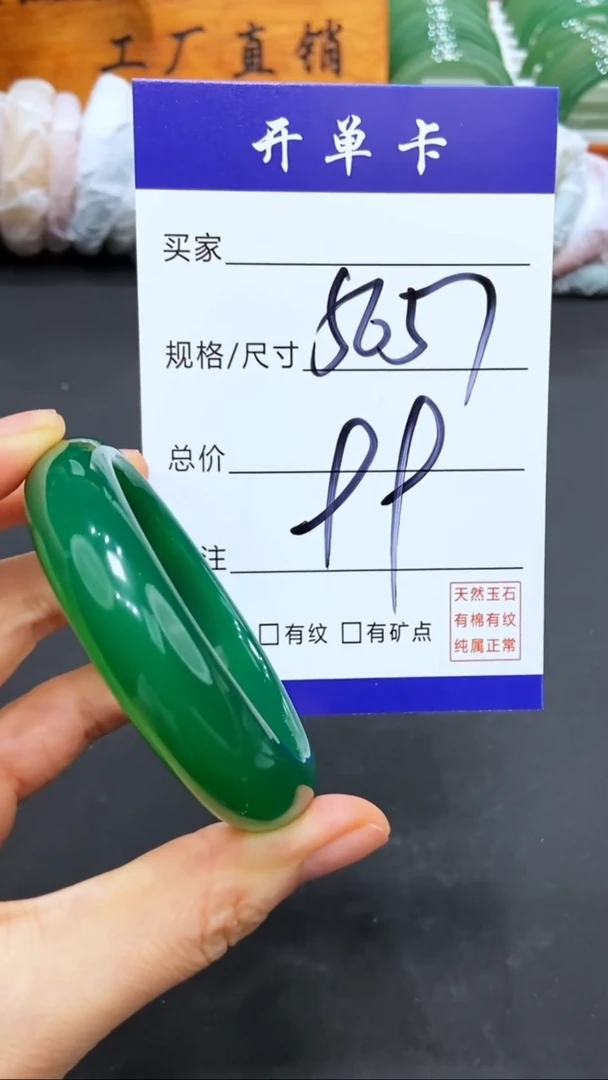 工厂直销
开单卡
买家
规格/尺寸 5657
总价 99
注
□有纹 □有矿点
天然玉石
有棉有纹
纯属正常